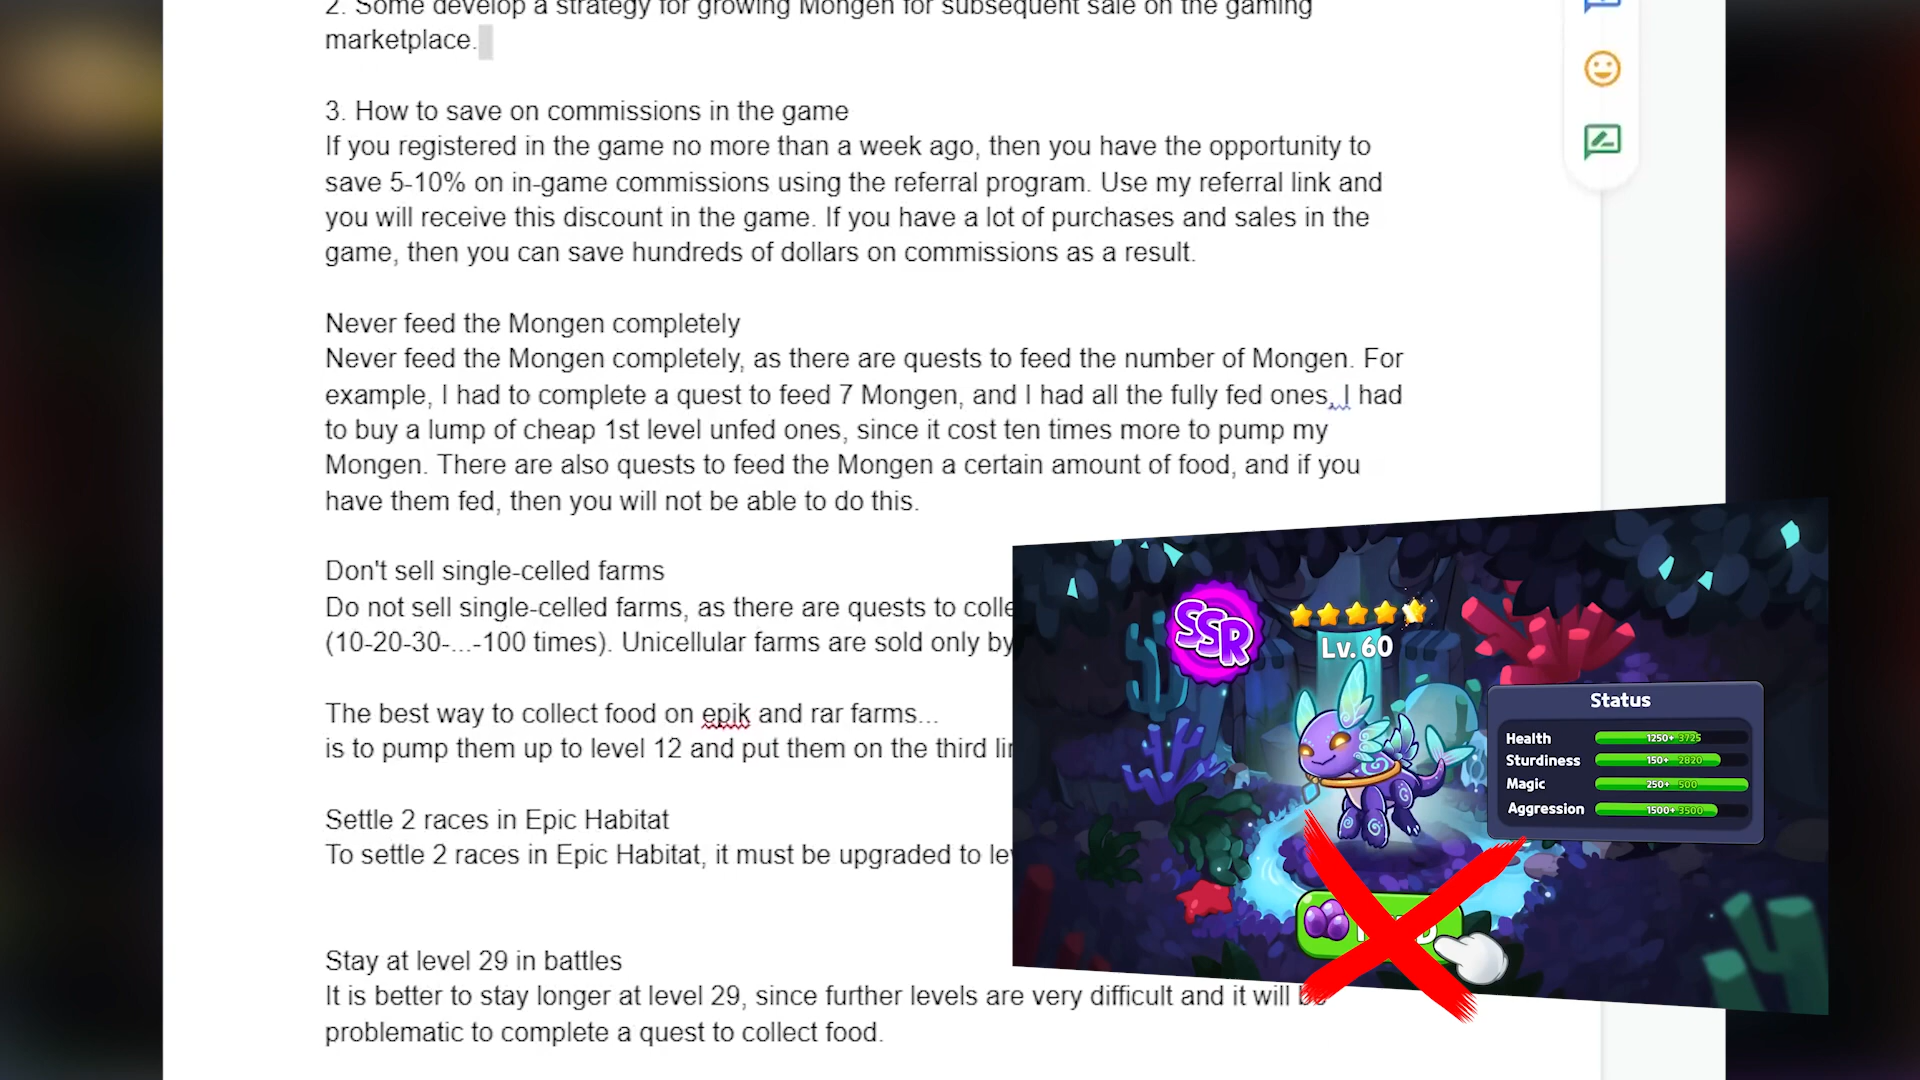 2. Some develop a strategy for growing Mongen for subsequent sale on the gaming
marketplace.
3. How to save on commissions in the game
If you registered in the game no more than a week ago, then you have the opportunity to
save 5-10% on in-game commissions using the referral program. Use my referral link and
you will receive this discount in the game. If you have a lot of purchases and sales in the
game, then you can save hundreds of dollars on commissions as a result.
Never feed the Mongen completely
Never feed the Mongen completely, as there are quests to feed the number of Mongen. For
example, I had to complete a quest to feed 7 Mongen, and I had all the fully fed ones, I had
to buy a lump of cheap 1st level unfed ones, since it cost ten times more to pump my
Mongen. There are also quests to feed the Mongen a certain amount of food, and if you
have them fed, then you will not be able to do this.
Don't sell single-celled farms
Do not sell single-celled farms, as there are quests to colle
(10-20-30-...-100 times). Unicellular farms are sold only by
The best way to collect food on epik and rar farms...
is to pump them up to level 12 and put them on the third li
Settle 2 races in Epic Habitat
To settle 2 races in Epic Habitat, it must be upgraded to le
Stay at level 29 in battles
It is better to stay longer at level 29, since further levels are very difficult and it will be
problematic to complete a quest to collect food.
SSR
Lv. 60
Status
Health 1250+ 3725
Sturdiness 150+ 2820
Magic 250+ 500
Aggression 1500+ 3500